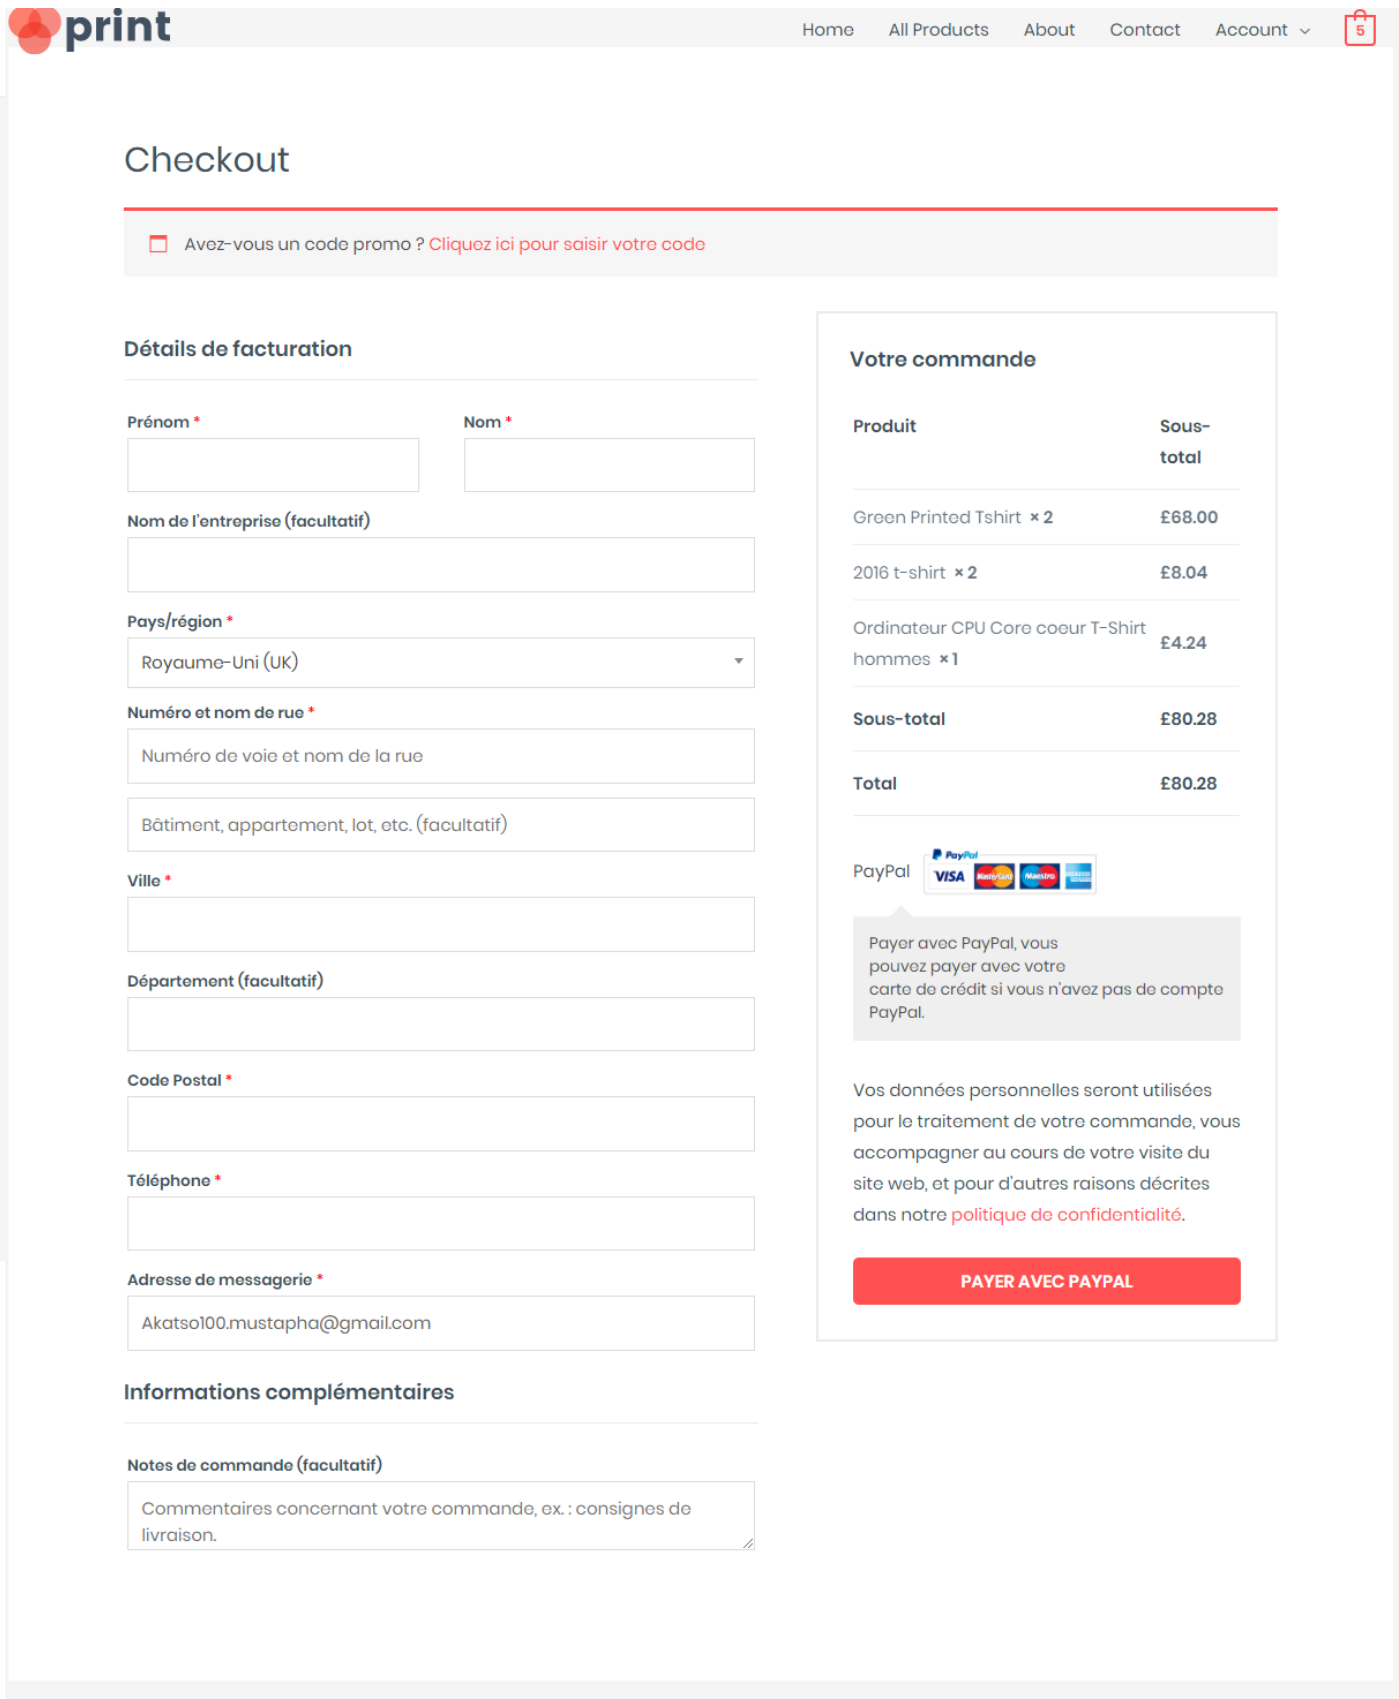 print
Home All Products About Contact Account 5
Checkout
Avez-vous un code promo ? Cliquez ici pour saisir votre code
Détails de facturation
Prénom *
Nom *
Nom de l'entreprise (facultatif)
Pays/région *
Royaume-Uni (UK)
Numéro et nom de rue *
Numéro de voie et nom de la rue
Bâtiment, appartement, lot, etc. (facultatif)
Ville *
Département (facultatif)
Code Postal *
Téléphone *
Adresse de messagerie *
Akatso100.mustapha@gmail.com
Informations complémentaires
Notes de commande (facultatif)
Commentaires concernant votre commande, ex. : consignes de
livraison.
Votre commande
Produit Sous-
total
Green Printed Tshirt × 2 £68.00
2016 t-shirt × 2 £8.04
Ordinateur CPU Core coeur T-Shirt
hommes × 1 £4.24
Sous-total £80.28
Total £80.28
PayPal
PayPal
VISA MasterCard Maestro
Payer avec PayPal, vous
pouvez payer avec votre
carte de crédit si vous n'avez pas de compte
PayPal.
Vos données personnelles seront utilisées
pour le traitement de votre commande, vous
accompagner au cours de votre visite du
site web, et pour d'autres raisons décrites
dans notre politique de confidentialité.
PAYER AVEC PAYPAL